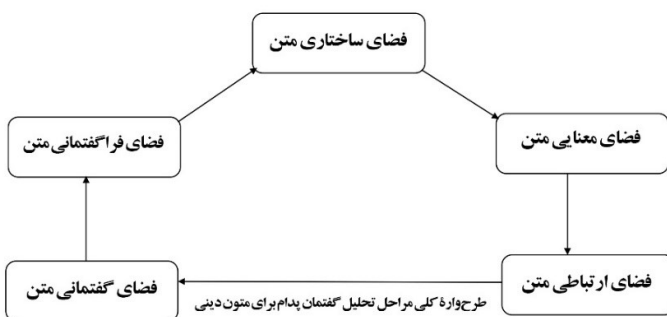 فضای ساختاری متن
فضای معنایی متن
فضای فراگفتمانی متن
فضای ارتباطی متن
فضای گفتمانی متن
طرح‌وارهٔ کلی مراحل تحلیل گفتمان پدام برای متون دینی